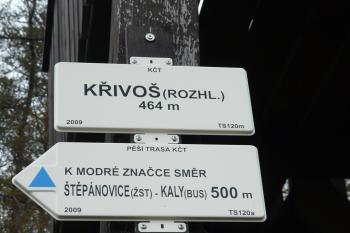 KČT
KŘIVOŠ (ROZHL.)
464 m
2009 TS120m
PĚŠÍ TRASA KČT
K MODRÉ ZNAČCE SMĚR
ŠTĚPÁNOVICE (ŽST) - KALY (BUS) 500 m
2009 TS120a